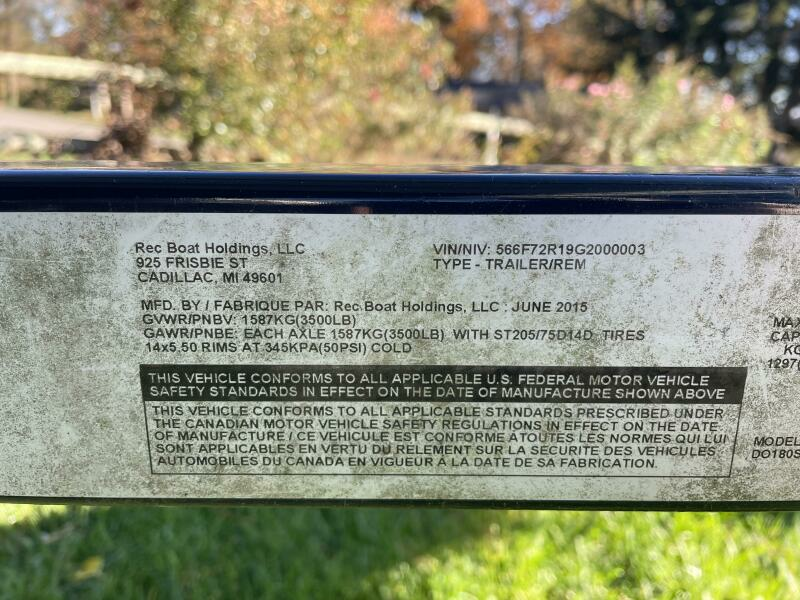 Rec Boat Holdings, LLC
925 FRISBIE ST
CADILLAC, MI 49601
VIN/NIV: 566F72R19G2000003
TYPE - TRAILER/REM
MFD. BY / FABRIQUE PAR: Rec Boat Holdings, LLC : JUNE 2015
GVWR/PNBV: 1587KG(3500LB)
GAWR/PNBE: EACH AXLE 1587KG(3500LB) WITH ST205/75D14D TIRES
14x5.50 RIMS AT 345KPA(50PSI) COLD
THIS VEHICLE CONFORMS TO ALL APPLICABLE U.S. FEDERAL MOTOR VEHICLE
SAFETY STANDARDS IN EFFECT ON THE DATE OF MANUFACTURE SHOWN ABOVE
THIS VEHICLE CONFORMS TO ALL APPLICABLE STANDARDS PRESCRIBED UNDER
THE CANADIAN MOTOR VEHICLE SAFETY REGULATIONS IN EFFECT ON THE DATE
OF MANUFACTURE / CE VEHICULE EST CONFORME ATOUTES LES NORMES QUI LUI
SONT APPLICABLES EN VERTU DU RELEMENT SUR LA SÉCURITE DES VEHICULES
AUTOMOBILES DU CANADA EN VIGUEUR À LA DATE DE SA FABRICATION.
MAX
CAP
KG
1297(
MODEL
DO180S